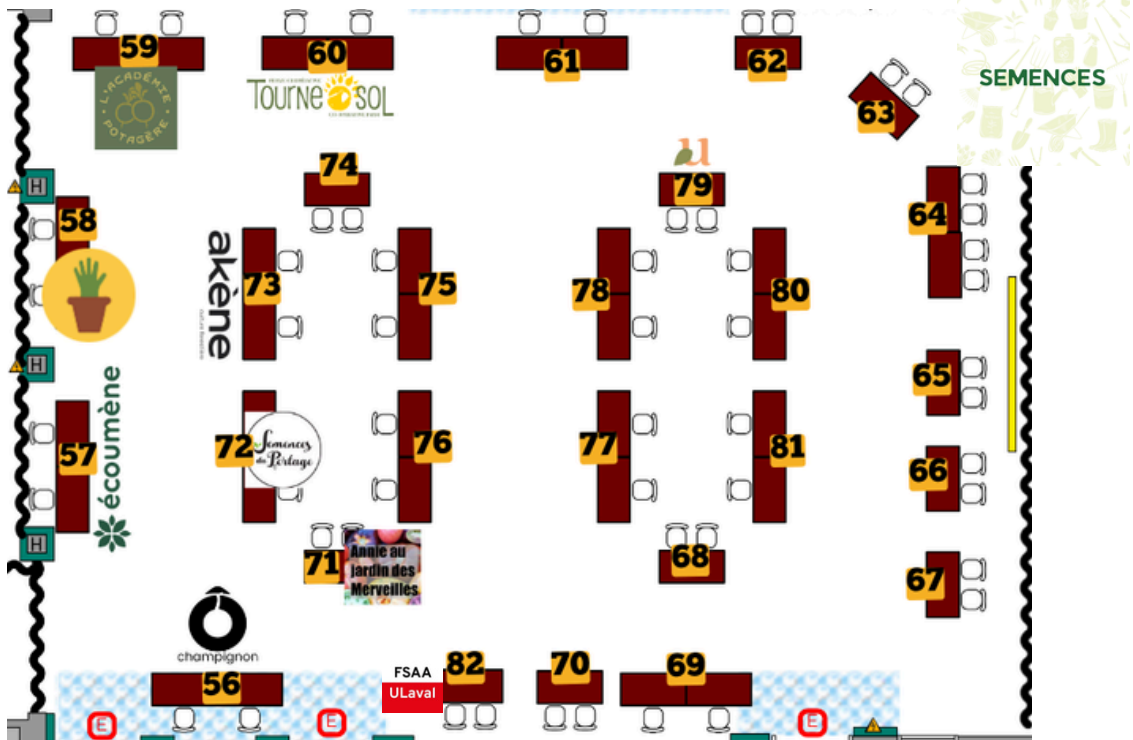 59
60
61
62
SEMENCES
L'ACADÉMIE
POTAGÈRE
TOURNESOL
63
74
79
u
H
58
64
akène
73
75
78
80
H
65
écoumène
57
72
Semences
du Portage
76
77
81
66
H
71
Annie au
jardin des
Merveilles
68
67
champignon
56
FSAA
ULaval
82
70
69
E
E
E